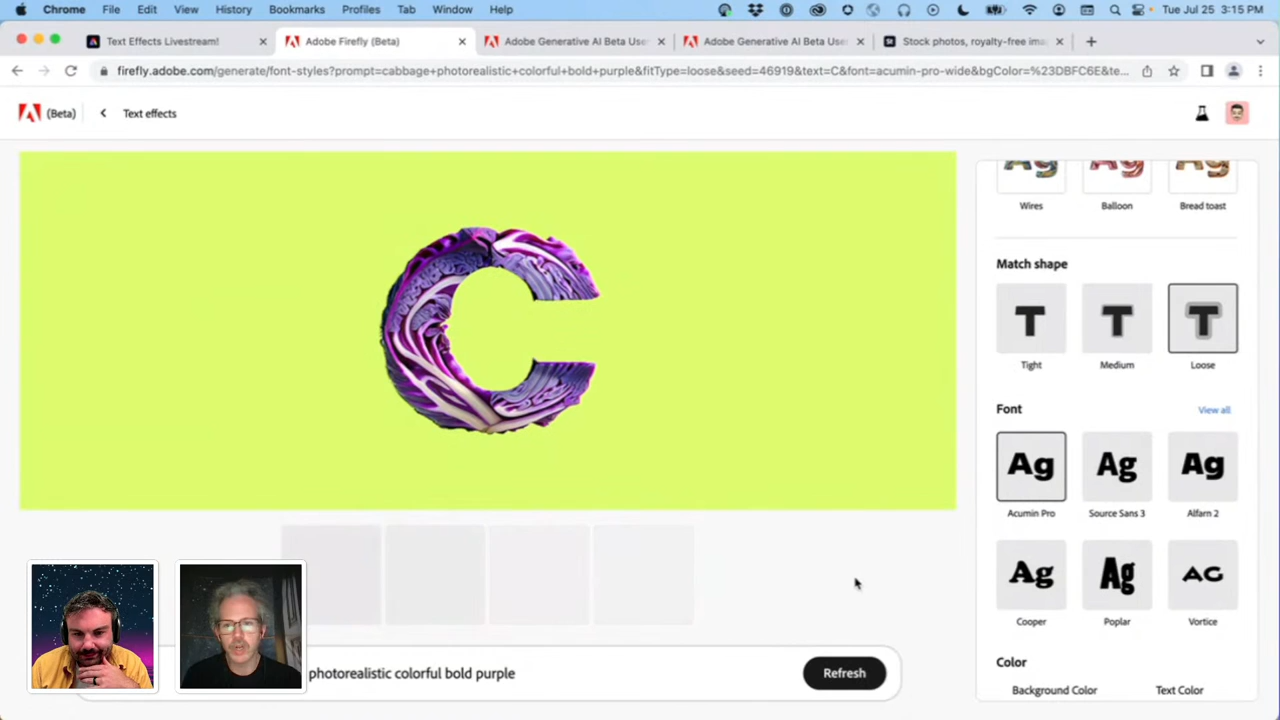 Chrome File Edit View History Bookmarks Profiles Tab Window Help Tue Jul 25 3:15 PM
Text Effects Livestream! Adobe Firefly (Beta) Adobe Generative AI Beta User Adobe Generative AI Beta User Stock photos, royalty-free ima
firefly.adobe.com/generate/font-styles?prompt=cabbage+photorealistic+colorful+bold+purple&fitType=loose&seed=46919&text=C&font=acumin-pro-wide&bgColor=%23DBFC6E&te...
(Beta) Text effects
Ag Ag Ag
Wires Balloon Bread toast
Match shape
T T T
Tight Medium Loose
C
Font View all
Ag Ag Ag
Acumin Pro Source Sans 3 Alfarn 2
Ag Ag AG
Cooper Poplar Vortice
Color
Background Color Text Color
photorealistic colorful bold purple Refresh